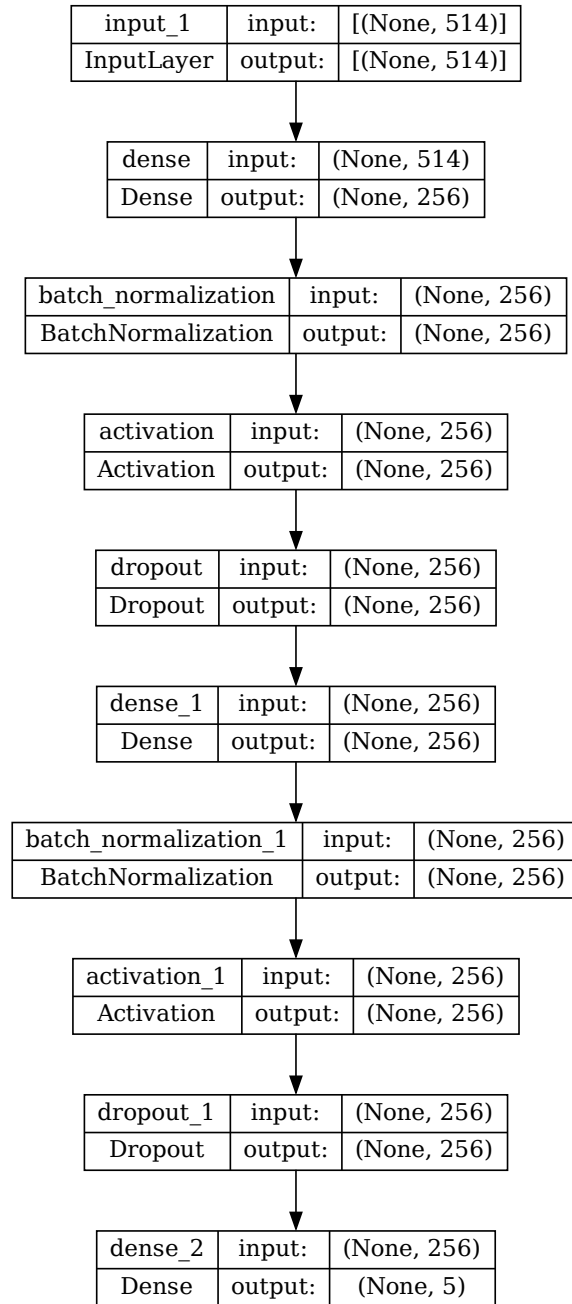 input_1 input: [(None, 514)]
InputLayer output: [(None, 514)]
dense input: (None, 514)
Dense output: (None, 256)
batch_normalization input: (None, 256)
BatchNormalization output: (None, 256)
activation input: (None, 256)
Activation output: (None, 256)
dropout input: (None, 256)
Dropout output: (None, 256)
dense_1 input: (None, 256)
Dense output: (None, 256)
batch_normalization_1 input: (None, 256)
BatchNormalization output: (None, 256)
activation_1 input: (None, 256)
Activation output: (None, 256)
dropout_1 input: (None, 256)
Dropout output: (None, 256)
dense_2 input: (None, 256)
Dense output: (None, 5)